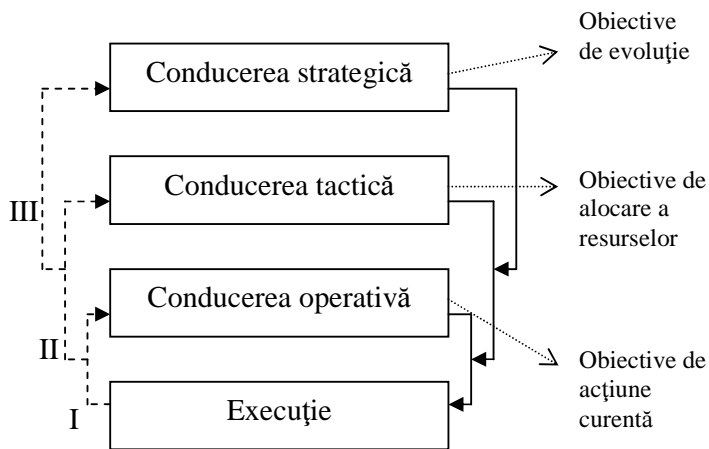 Obiective
de evoluţie
Conducerea strategică
Conducerea tactică
Obiective de
alocare a
resurselor
III
Conducerea operativă
II
Obiective de
acţiune
curentă
I
Execuţie